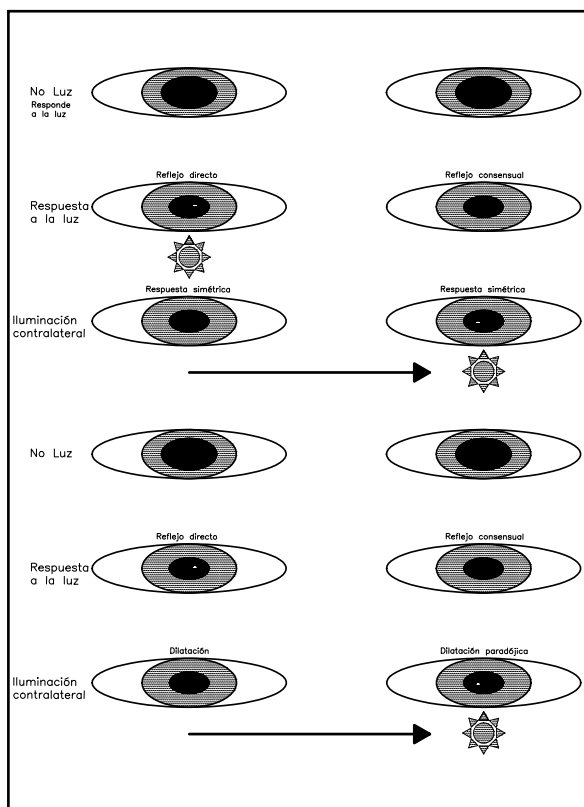 No Luz
Responde
a la luz
Reflejo directo
Reflejo consensual
Respuesta
a la luz
Respuesta simétrica
Respuesta simétrica
Iluminación
contralateral
No Luz
Reflejo directo
Reflejo consensual
Respuesta
a la luz
Dilatación
Dilatación paradójica
Iluminación
contralateral